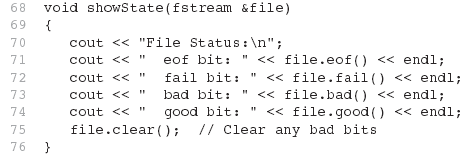 68 void showState(fstream &file)
69 {
70    cout << "File Status:\n";
71    cout << "  eof bit: " << file.eof() << endl;
72    cout << "  fail bit: " << file.fail() << endl;
73    cout << "  bad bit: " << file.bad() << endl;
74    cout << "  good bit: " << file.good() << endl;
75    file.clear();  // Clear any bad bits
76 }